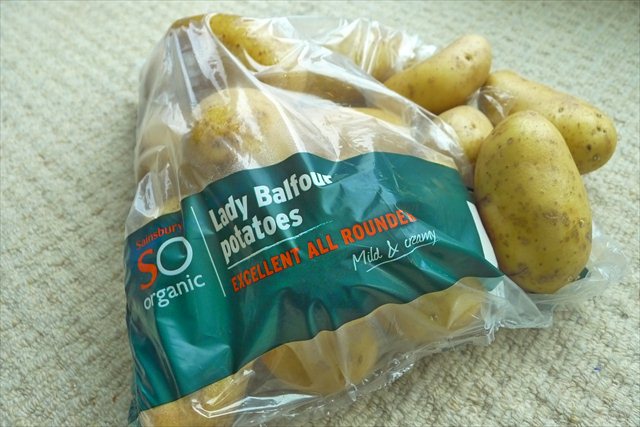 Sainsbury's
SO
organic
Lady Balfour
potatoes
EXCELLENT ALL ROUNDER
Mild & creamy